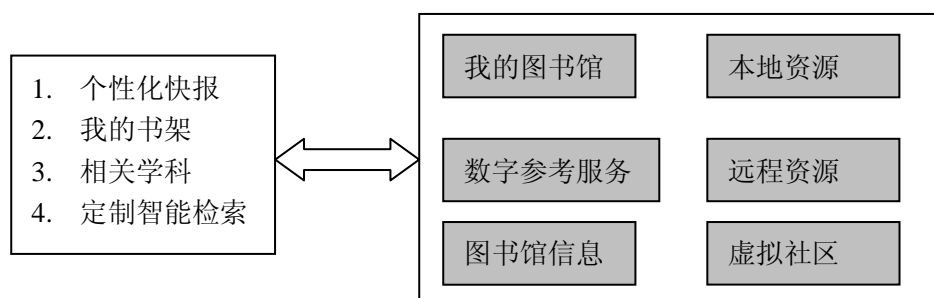 1. 个性化快报
2. 我的书架
3. 相关学科
4. 定制智能检索
我的图书馆
本地资源
数字参考服务
远程资源
图书馆信息
虚拟社区